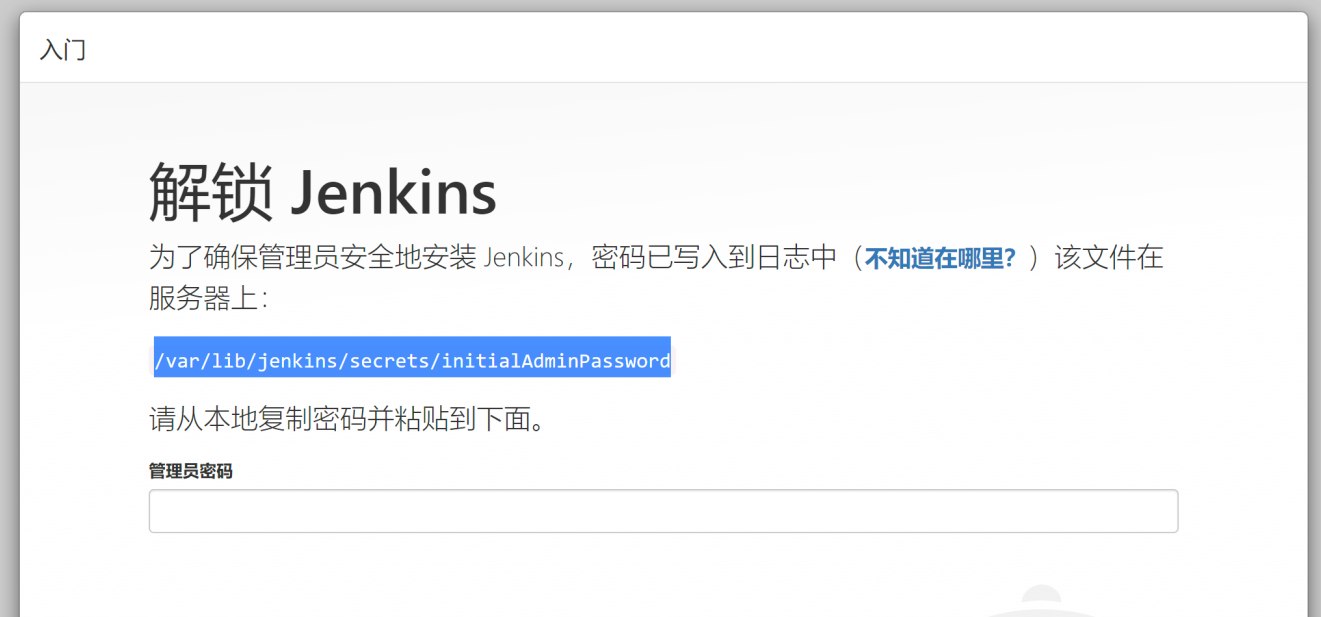 入门
解锁 Jenkins
为了确保管理员安全地安装 Jenkins，密码已写入到日志中（不知道在哪里？）该文件在
服务器上：
/var/lib/jenkins/secrets/initialAdminPassword
请从本地复制密码并粘贴到下面。
管理员密码